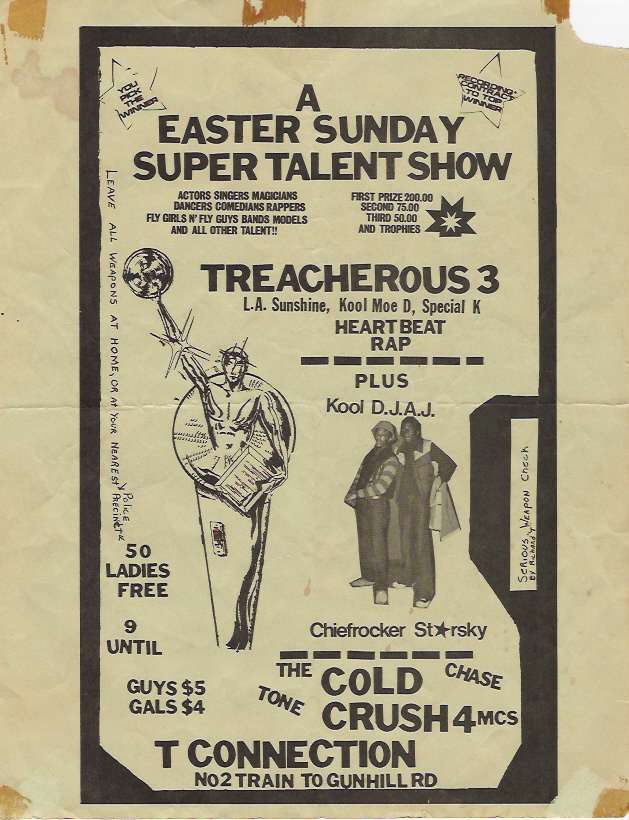 YOU
PICK
THE
WINNER
RECORDING
CONTRACT
TO TOP
WINNER
A
EASTER SUNDAY
SUPER TALENT SHOW
ACTORS SINGERS MAGICIANS
DANCERS COMEDIANS RAPPERS
FLY GIRLS N' FLY GUYS BANDS MODELS
AND ALL OTHER TALENT!!
FIRST PRIZE 200.00
SECOND 75.00
THIRD 50.00
AND TROPHIES
LEAVE ALL WEAPONS AT HOME, OR AT YOUR NEAREST POLICE
PRECINCT
TREACHEROUS 3
L.A. Sunshine, Kool Moe D, Special K
HEARTBEAT
RAP
PLUS
Kool D.J.A.J.
SERIOUS WEAPON CHECK
BY RICHARD T
Chiefrocker St★rsky
50
LADIES
FREE
9
UNTIL
GUYS $5
GALS $4
THE COLD CHASE
TONE CRUSH 4 MCS
T CONNECTION
NO2 TRAIN TO GUNHILL RD